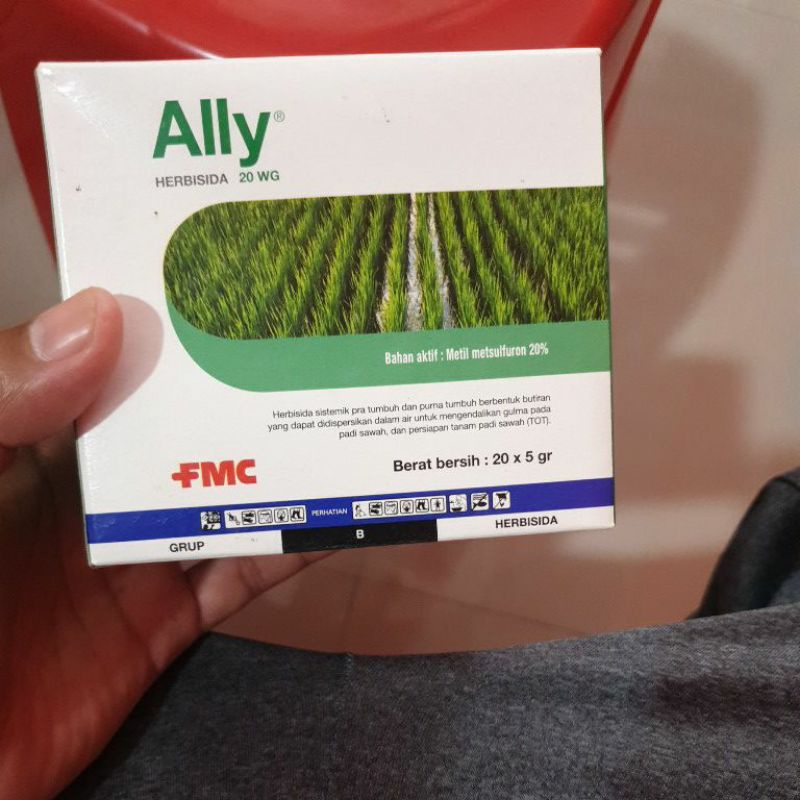 Ally®
HERBISIDA 20 WG
Bahan aktif : Metil metsulfuron 20%
Herbisida sistemik pra tumbuh dan purna tumbuh berbentuk butiran
yang dapat didispersikan dalam air untuk mengendalikan gulma pada
padi sawah, dan persiapan tanam padi sawah (TOT).
FMC
Berat bersih : 20 x 5 gr
PERHATIAN
GRUP B HERBISIDA